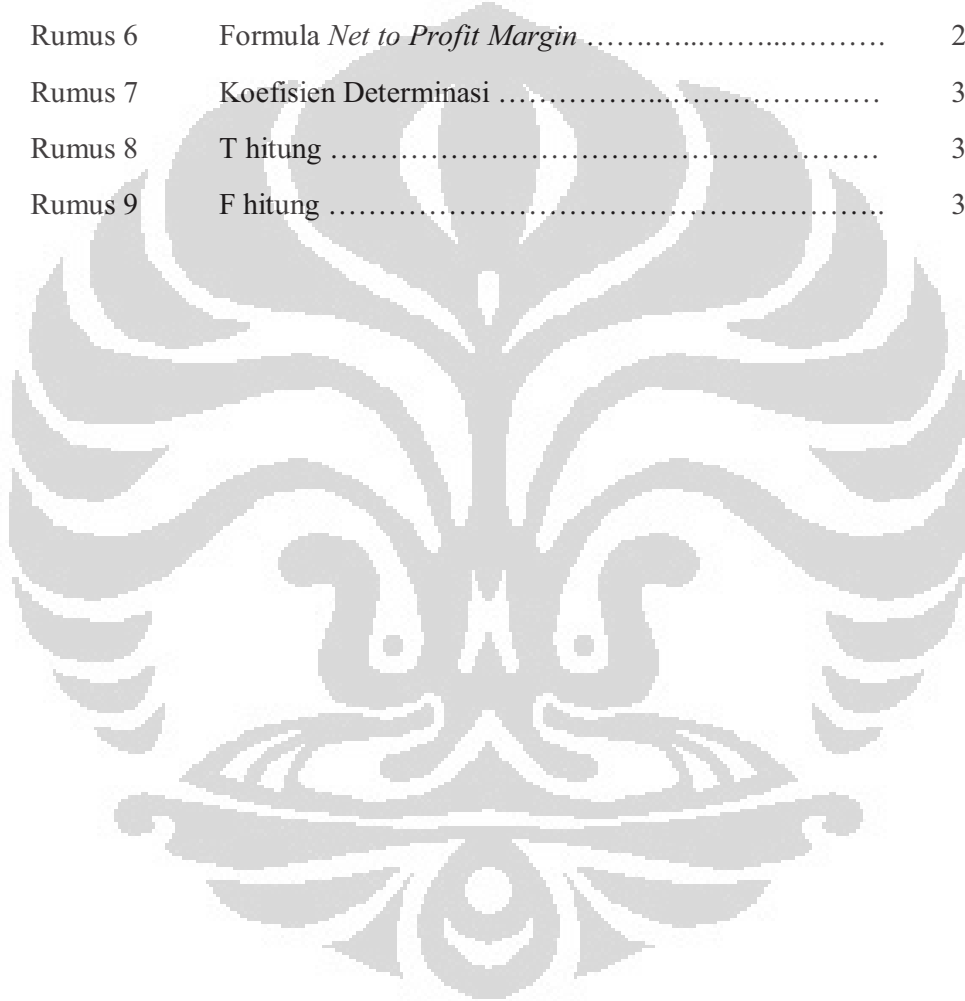 Rumus 6 Formula Net to Profit Margin …….…...……...……… 2
Rumus 7 Koefisien Determinasi ……………...………………… 3
Rumus 8 T hitung ……………………………………………… 3
Rumus 9 F hitung ……………………………………………….. 3